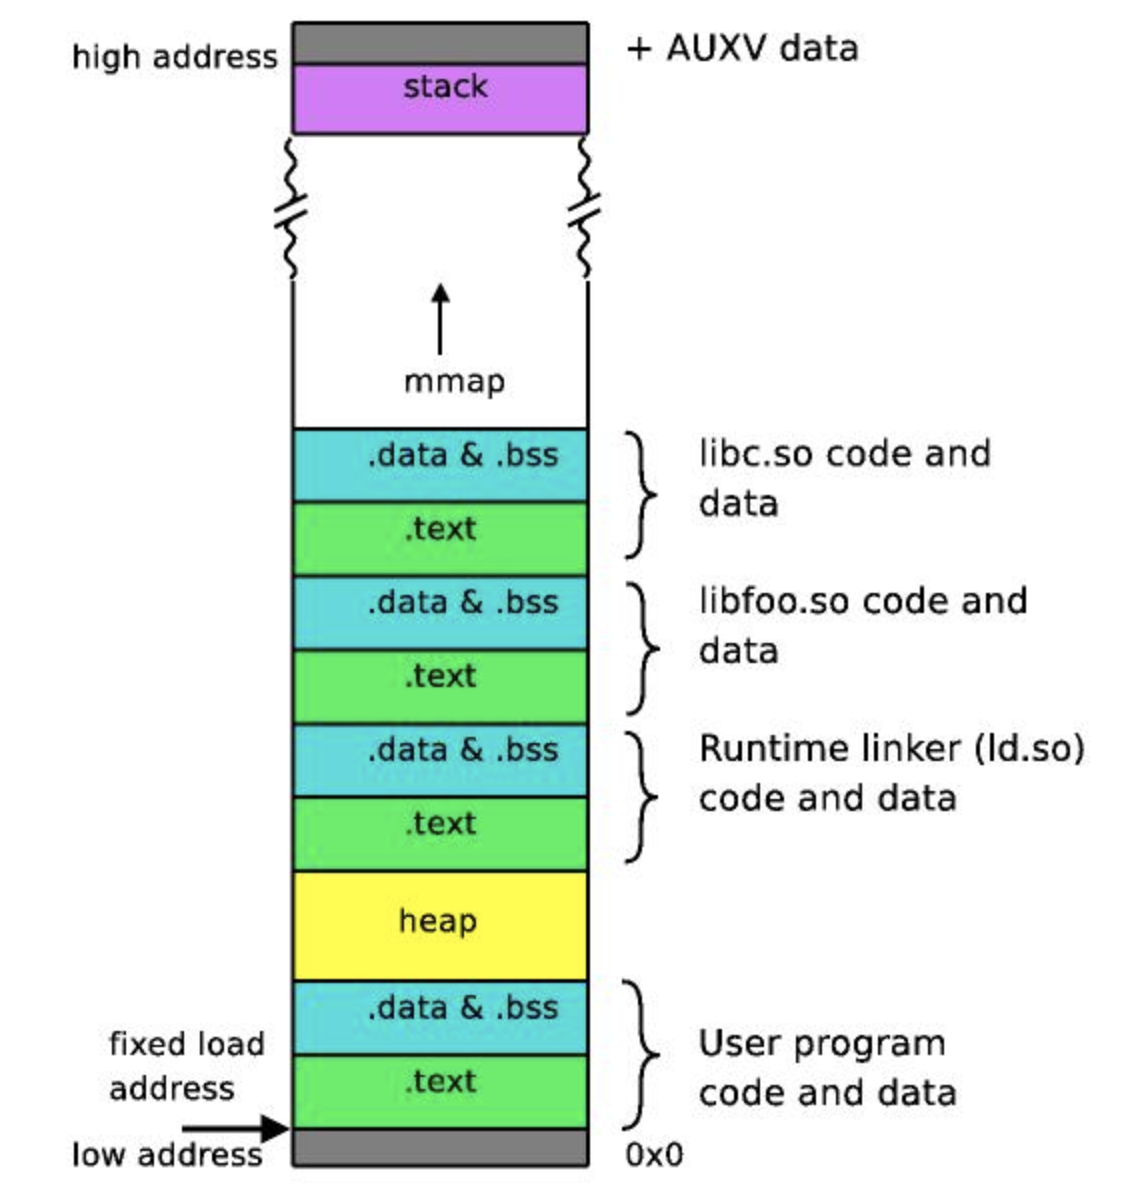 high address
+ AUXV data
stack
mmap
.data & .bss
libc.so code and
data
.text
.data & .bss
libfoo.so code and
data
.text
.data & .bss
Runtime linker (ld.so)
code and data
.text
heap
.data & .bss
fixed load
address
User program
code and data
.text
low address
0x0